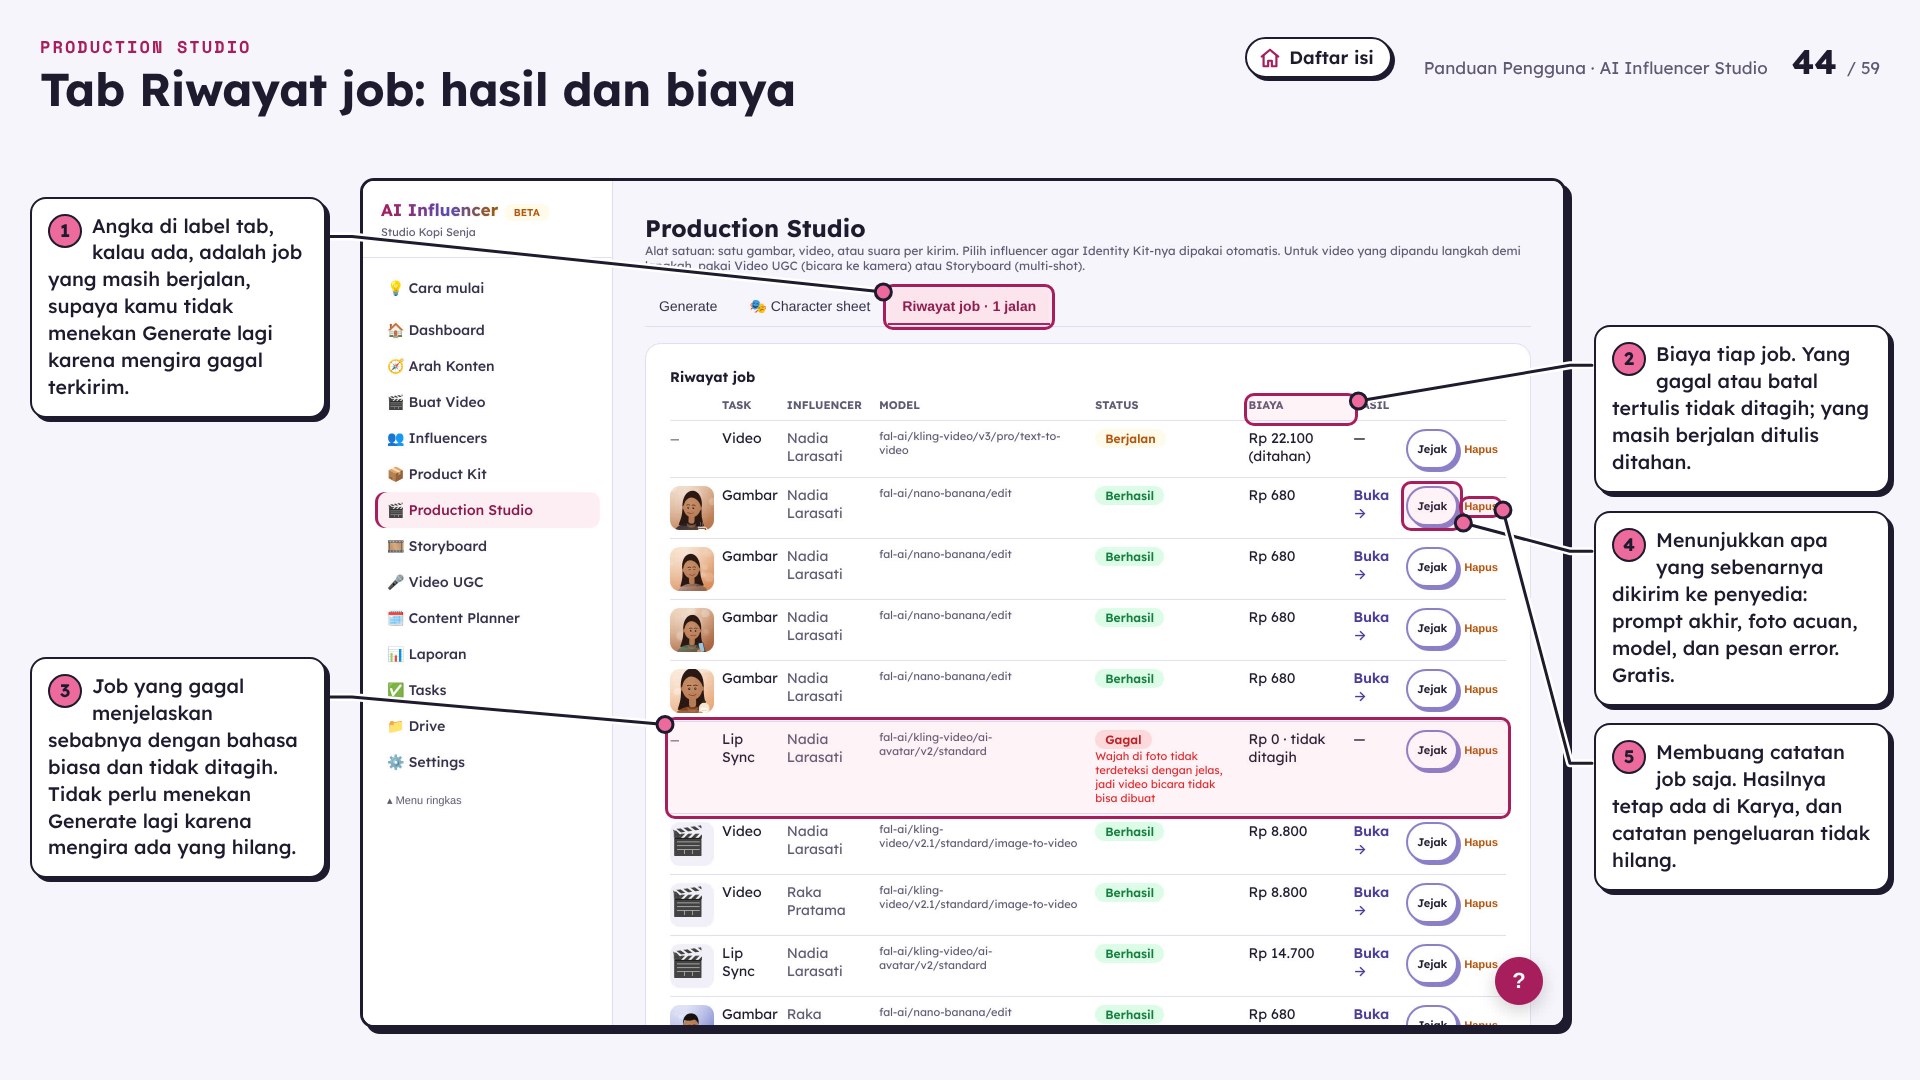 PRODUCTION STUDIO
Tab Riwayat job: hasil dan biaya
Daftar isi
Panduan Pengguna · AI Influencer Studio
44 / 59
1 Angka di label tab,
kalau ada, adalah job
yang masih berjalan,
supaya kamu tidak
menekan Generate lagi
karena mengira gagal
terkirim.
3 Job yang gagal
menjelaskan
sebabnya dengan bahasa
biasa dan tidak ditagih.
Tidak perlu menekan
Generate lagi karena
mengira ada yang hilang.
AI Influencer BETA
Studio Kopi Senja
Cara mulai
Dashboard
Arah Konten
Buat Video
Influencers
Product Kit
Production Studio
Storyboard
Video UGC
Content Planner
Laporan
Tasks
Drive
Settings
▴ Menu ringkas
Production Studio
Alat satuan: satu gambar, video, atau suara per kirim. Pilih influencer agar Identity Kit-nya dipakai otomatis. Untuk video yang dipandu langkah demi
pakai Video UGC (bicara ke kamera) atau Storyboard (multi-shot).
Generate
Character sheet
Riwayat job · 1 jalan
Riwayat job
TASK INFLUENCER MODEL STATUS BIAYA
— Video Nadia Larasati fal-ai/kling-video/v3/pro/text-to-video Berjalan Rp 22.100 (ditahan) — Jejak Hapus
Gambar Nadia Larasati fal-ai/nano-banana/edit Berhasil Rp 680 Buka → Jejak Hapus
Gambar Nadia Larasati fal-ai/nano-banana/edit Berhasil Rp 680 Buka → Jejak Hapus
Gambar Nadia Larasati fal-ai/nano-banana/edit Berhasil Rp 680 Buka → Jejak Hapus
Gambar Nadia Larasati fal-ai/nano-banana/edit Berhasil Rp 680 Buka → Jejak Hapus
— Lip Sync Nadia Larasati fal-ai/kling-video/ai-avatar/v2/standard Gagal Rp 0 · tidak ditagih — Jejak Hapus
Wajah di foto tidak
terdeteksi dengan jelas,
jadi video bicara tidak
bisa dibuat
Video Nadia Larasati fal-ai/kling-video/v2.1/standard/image-to-video Berhasil Rp 8.800 Buka → Jejak Hapus
Video Raka Pratama fal-ai/kling-video/v2.1/standard/image-to-video Berhasil Rp 8.800 Buka → Jejak Hapus
Lip Sync Nadia Larasati fal-ai/kling-video/ai-avatar/v2/standard Berhasil Rp 14.700 Buka → Jejak Hapus
Gambar Raka fal-ai/nano-banana/edit Berhasil Rp 680 Buka Jejak Hapus
?
2 Biaya tiap job. Yang
gagal atau batal
tertulis tidak ditagih; yang
masih berjalan ditulis
ditahan.
4 Menunjukkan apa
yang sebenarnya
dikirim ke penyedia:
prompt akhir, foto acuan,
model, dan pesan error.
Gratis.
5 Membuang catatan
job saja. Hasilnya
tetap ada di Karya, dan
catatan pengeluaran tidak
hilang.